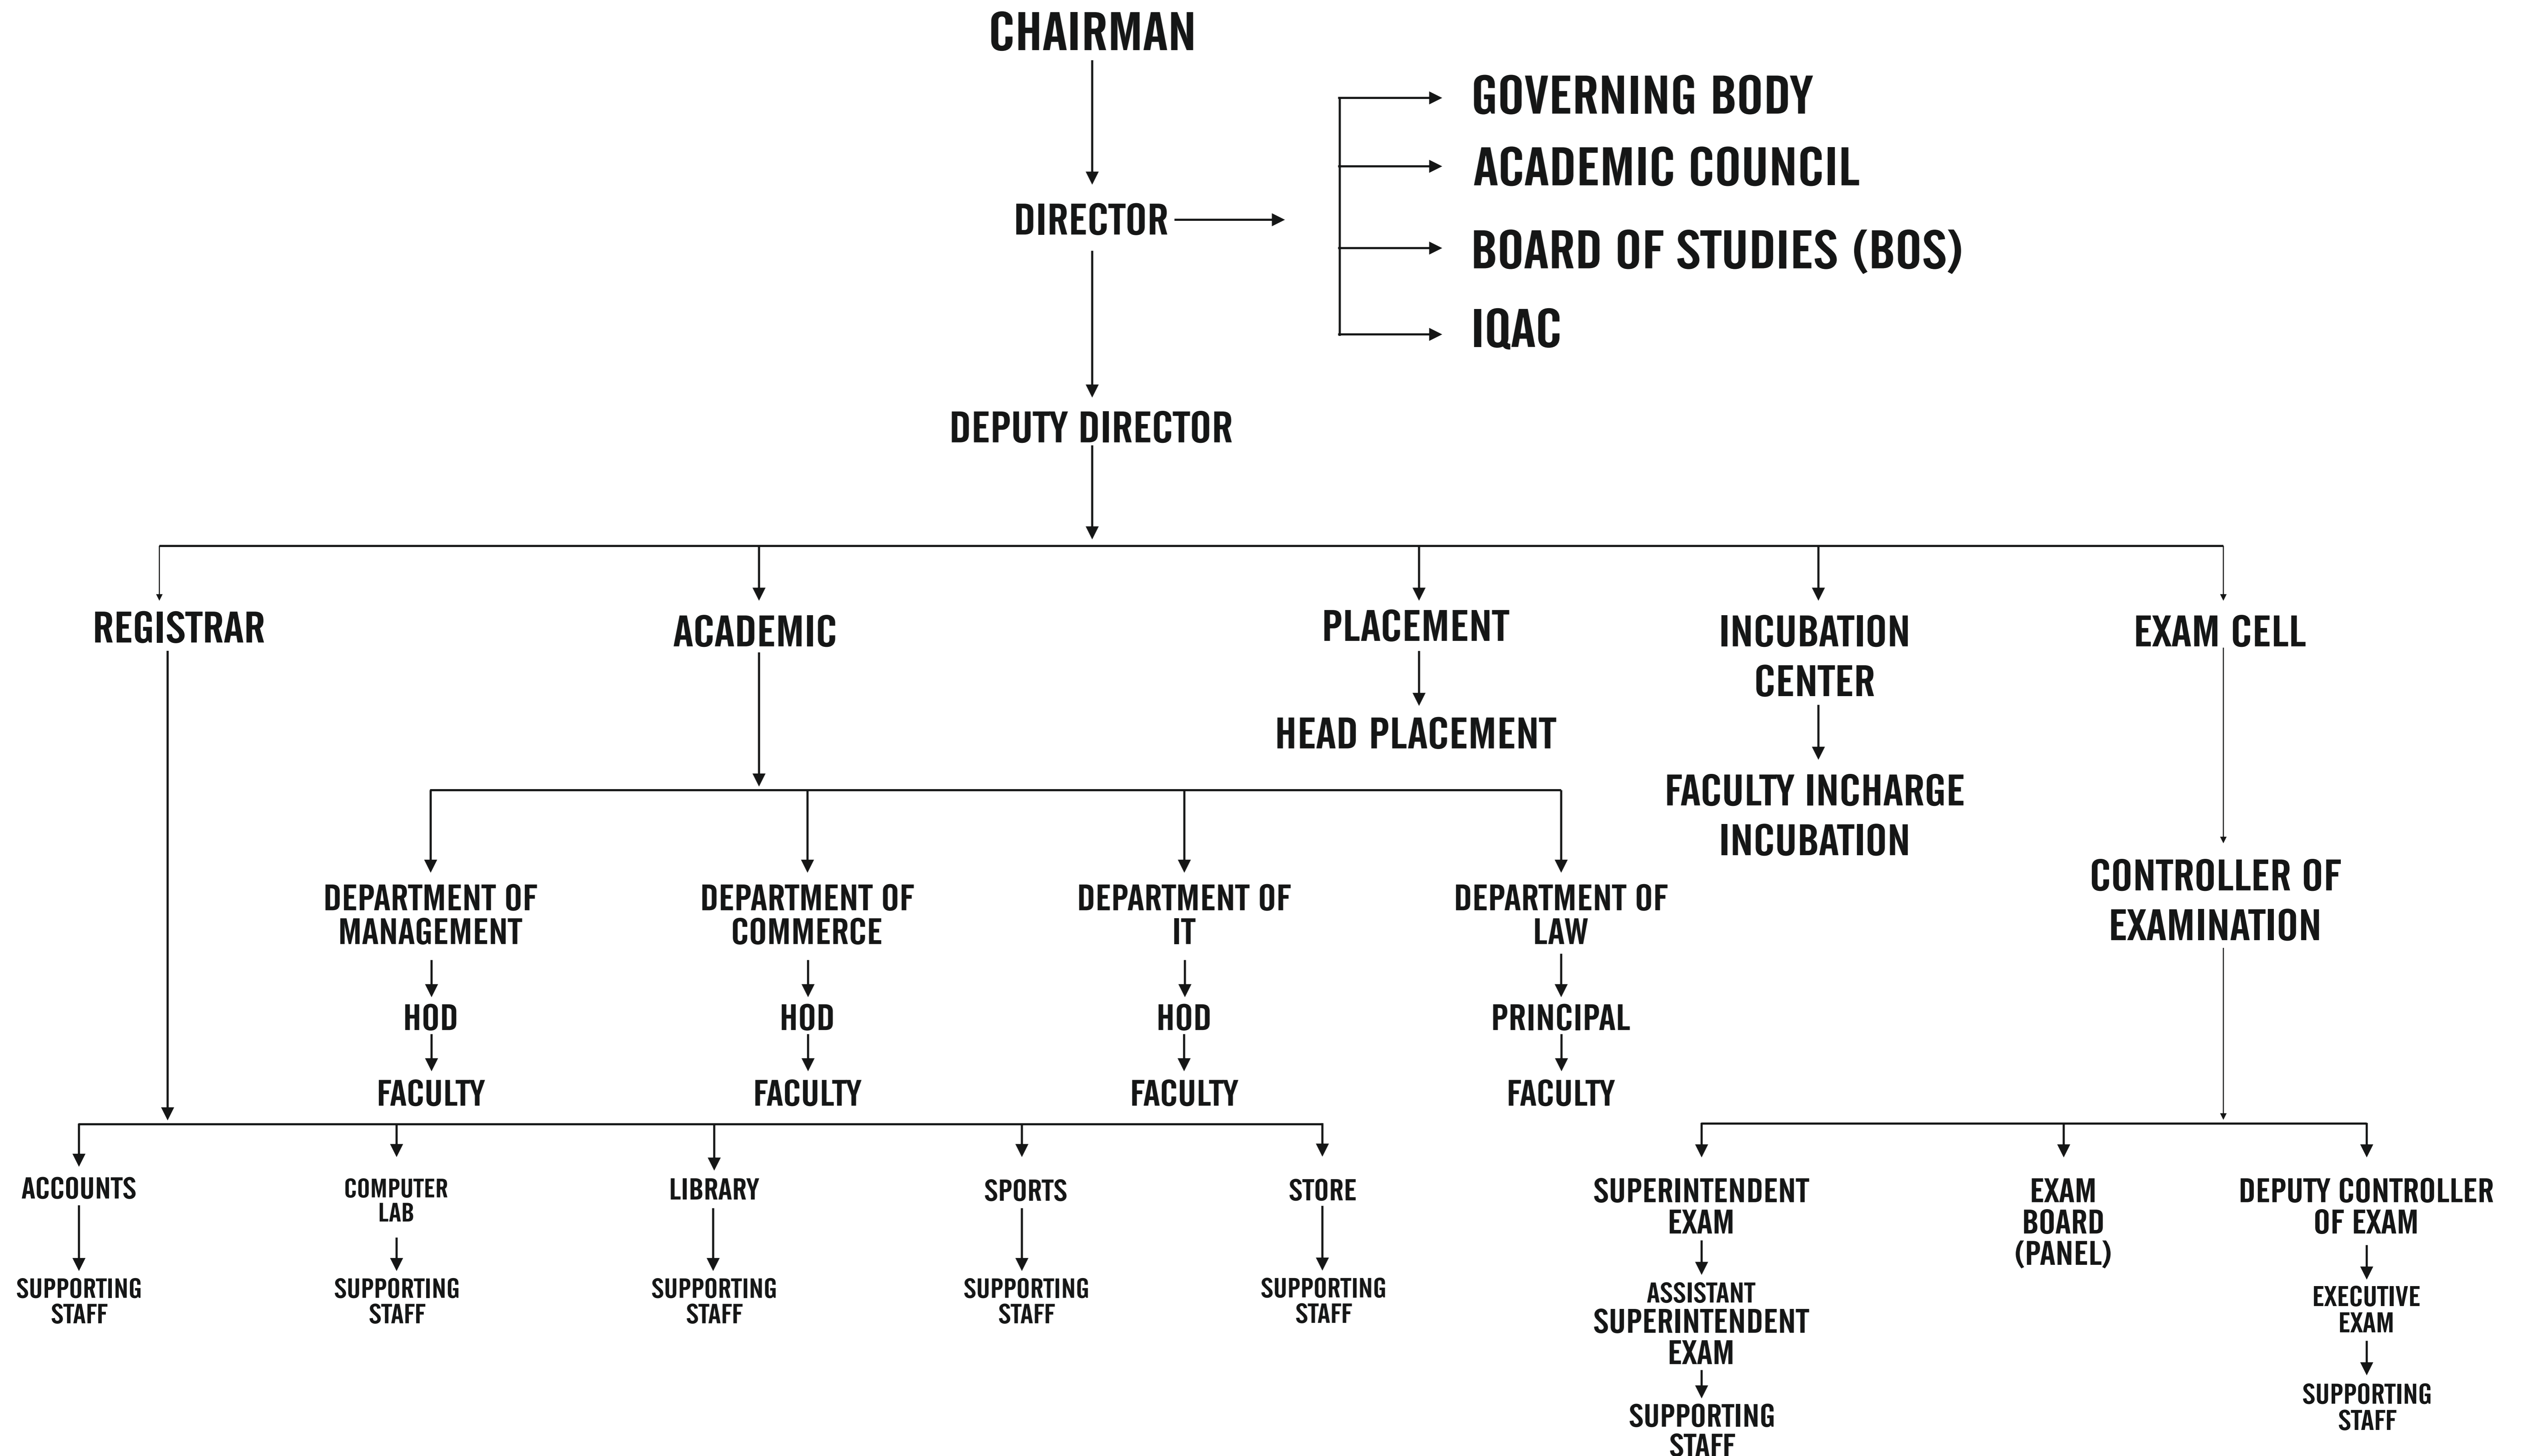 CHAIRMAN
GOVERNING BODY
ACADEMIC COUNCIL
DIRECTOR
BOARD OF STUDIES (BOS)
IQAC
DEPUTY DIRECTOR
REGISTRAR
ACADEMIC
PLACEMENT
HEAD PLACEMENT
INCUBATION
CENTER
FACULTY INCHARGE
INCUBATION
EXAM CELL
CONTROLLER OF
EXAMINATION
DEPARTMENT OF
MANAGEMENT
HOD
FACULTY
DEPARTMENT OF
COMMERCE
HOD
FACULTY
DEPARTMENT OF
IT
HOD
FACULTY
DEPARTMENT OF
LAW
PRINCIPAL
FACULTY
ACCOUNTS
SUPPORTING
STAFF
COMPUTER
LAB
SUPPORTING
STAFF
LIBRARY
SUPPORTING
STAFF
SPORTS
SUPPORTING
STAFF
STORE
SUPPORTING
STAFF
SUPERINTENDENT
EXAM
ASSISTANT
SUPERINTENDENT
EXAM
SUPPORTING
STAFF
EXAM
BOARD
(PANEL)
DEPUTY CONTROLLER
OF EXAM
EXECUTIVE
EXAM
SUPPORTING
STAFF